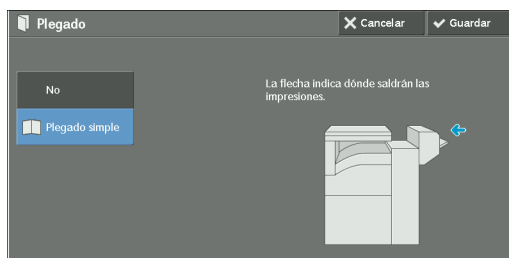 Plegado
Cancelar
Guardar
No
Plegado simple
La flecha indica dónde saldrán las
impresiones.